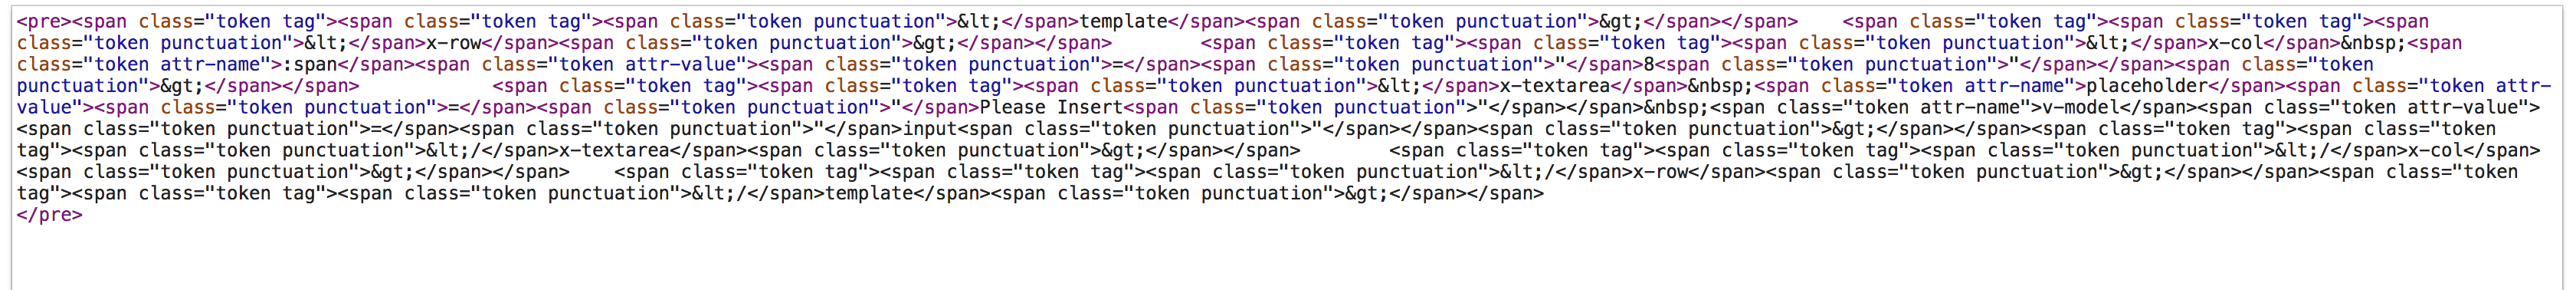 <pre><span class="token tag"><span class="token tag"><span class="token punctuation">&lt;</span>template</span><span class="token punctuation">&gt;</span></span>    <span class="token tag"><span class="token tag"><span
class="token punctuation">&lt;</span>x-row</span><span class="token punctuation">&gt;</span></span>        <span class="token tag"><span class="token tag"><span class="token punctuation">&lt;</span>x-col</span>&nbsp;<span
class="token attr-name">:span</span><span class="token attr-value"><span class="token punctuation">=</span><span class="token punctuation">"</span>8<span class="token punctuation">"</span></span><span class="token
punctuation">&gt;</span></span>            <span class="token tag"><span class="token tag"><span class="token punctuation">&lt;</span>x-textarea</span>&nbsp;<span class="token attr-name">placeholder</span><span class="token attr-
value"><span class="token punctuation">=</span><span class="token punctuation">"</span>Please Insert<span class="token punctuation">"</span></span>&nbsp;<span class="token attr-name">v-model</span><span class="token attr-value">
<span class="token punctuation">=</span><span class="token punctuation">"</span>input<span class="token punctuation">"</span></span><span class="token punctuation">&gt;</span></span><span class="token tag"><span class="token
tag"><span class="token punctuation">&lt;/</span>x-textarea</span><span class="token punctuation">&gt;</span></span>        <span class="token tag"><span class="token tag"><span class="token punctuation">&lt;/</span>x-col</span>
<span class="token punctuation">&gt;</span></span>    <span class="token tag"><span class="token tag"><span class="token punctuation">&lt;/</span>x-row</span><span class="token punctuation">&gt;</span></span><span class="token
tag"><span class="token tag"><span class="token punctuation">&lt;/</span>template</span><span class="token punctuation">&gt;</span></span>
</pre>